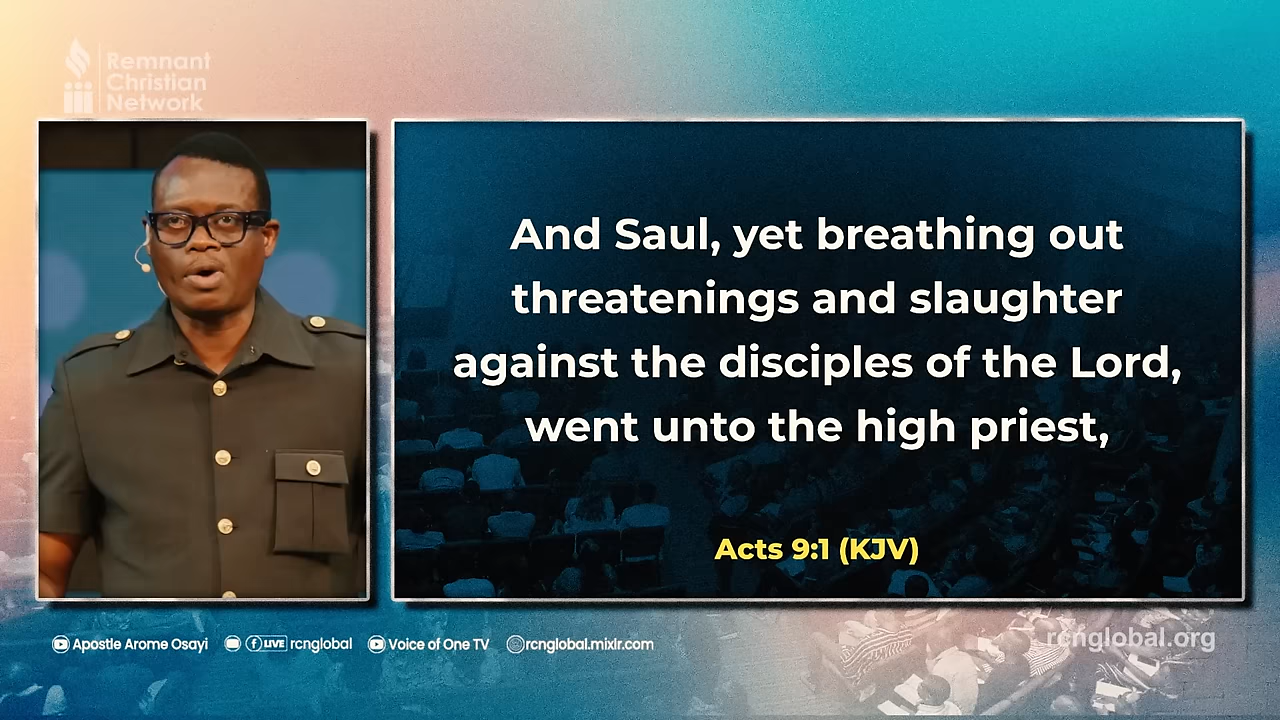 Remnant
Christian
Network
And Saul, yet breathing out
threatenings and slaughter
against the disciples of the Lord,
went unto the high priest,
Acts 9:1 (KJV)
Apostle Arome Osayi
LIVE rcnglobal
Voice of One TV
rcnglobal.mixlr.com
rcnglobal.org